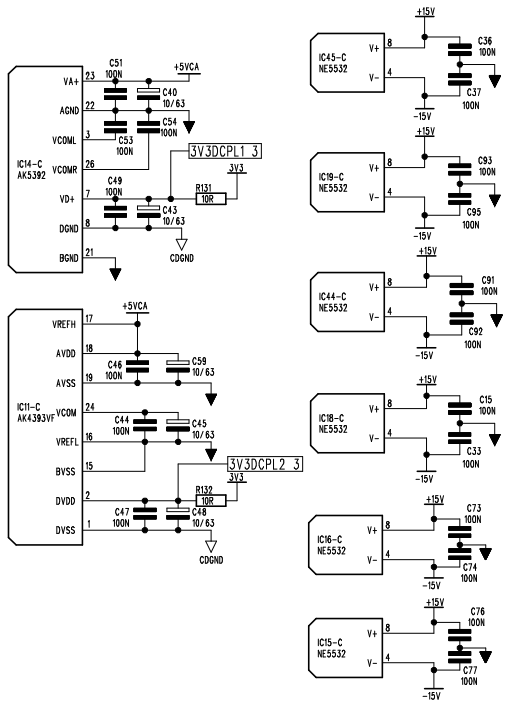 C51
100N
+5VCA
23
VA+
C40
10/63
22
AGND
C54
100N
C53
100N
3
VCOML
IC14-C
AK5392
3V3DCPL1 3
26
VCOMR
3V3
C49
100N
7
VD+
R131
10R
C43
10/63
8
DGND
CDGND
21
BGND
+5VCA
17
VREFH
18
AVDD
C46
100N
C59
10/63
19
AVSS
IC11-C
AK4393VF
24
VCOM
C44
100N
C45
10/63
16
VREFL
3V3DCPL2 3
15
BVSS
3V3
2
DVDD
R132
10R
C47
100N
C48
10/63
1
DVSS
CDGND
+15V
IC45-C
NE5532
V+
8
V-
4
C36
100N
C37
100N
-15V
+15V
IC19-C
NE5532
V+
8
V-
4
C93
100N
C95
100N
-15V
+15V
IC44-C
NE5532
V+
8
V-
4
C91
100N
C92
100N
-15V
+15V
IC18-C
NE5532
V+
8
V-
4
C15
100N
C33
100N
-15V
+15V
IC16-C
NE5532
V+
8
V-
4
C73
100N
C74
100N
-15V
+15V
IC15-C
NE5532
V+
8
V-
4
C76
100N
C77
100N
-15V